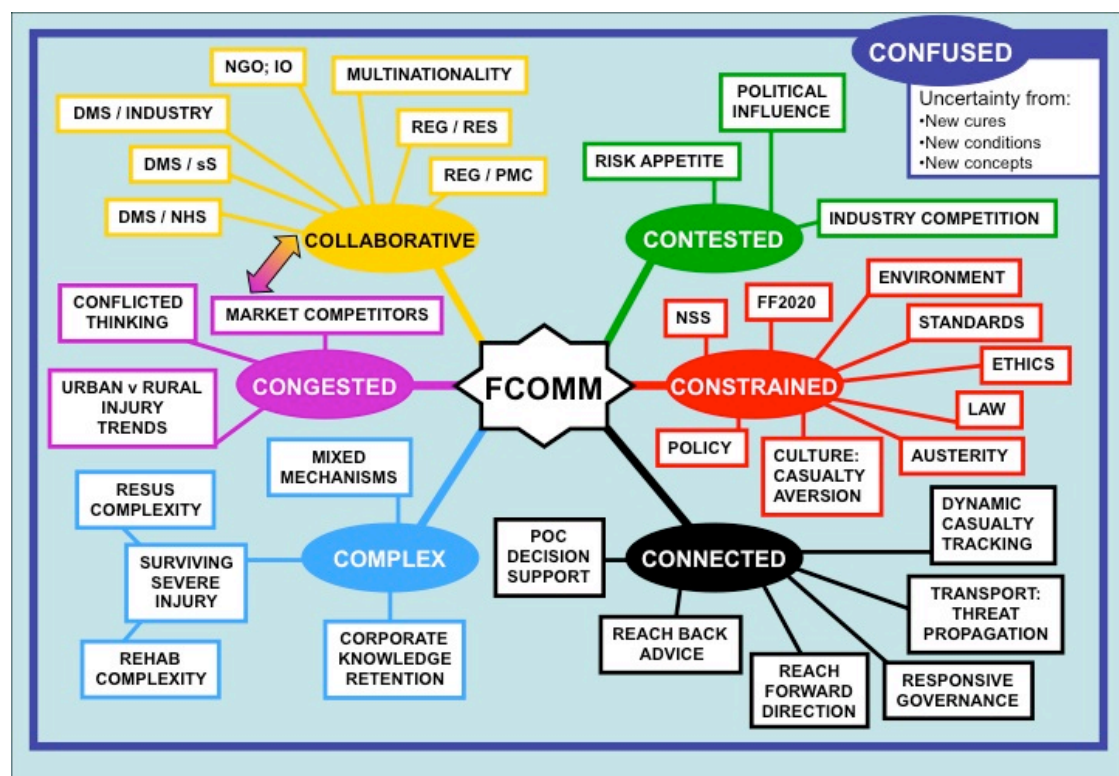 CONFUSED
Uncertainty from:
•New cures
•New conditions
•New concepts
NGO; IO
MULTINATIONALITY
DMS / INDUSTRY
REG / RES
DMS / sS
REG / PMC
DMS / NHS
COLLABORATIVE
POLITICAL
INFLUENCE
RISK APPETITE
INDUSTRY COMPETITION
CONTESTED
CONFLICTED
THINKING
MARKET COMPETITORS
CONGESTED
URBAN v RURAL
INJURY
TRENDS
FCOMM
ENVIRONMENT
FF2020
NSS
STANDARDS
ETHICS
CONSTRAINED
LAW
POLICY
CULTURE:
CASUALTY
AVERSION
AUSTERITY
MIXED
MECHANISMS
RESUS
COMPLEXITY
COMPLEX
SURVIVING
SEVERE
INJURY
REHAB
COMPLEXITY
CORPORATE
KNOWLEDGE
RETENTION
DYNAMIC
CASUALTY
TRACKING
POC
DECISION
SUPPORT
CONNECTED
TRANSPORT:
THREAT
PROPAGATION
REACH BACK
ADVICE
REACH
FORWARD
DIRECTION
RESPONSIVE
GOVERNANCE